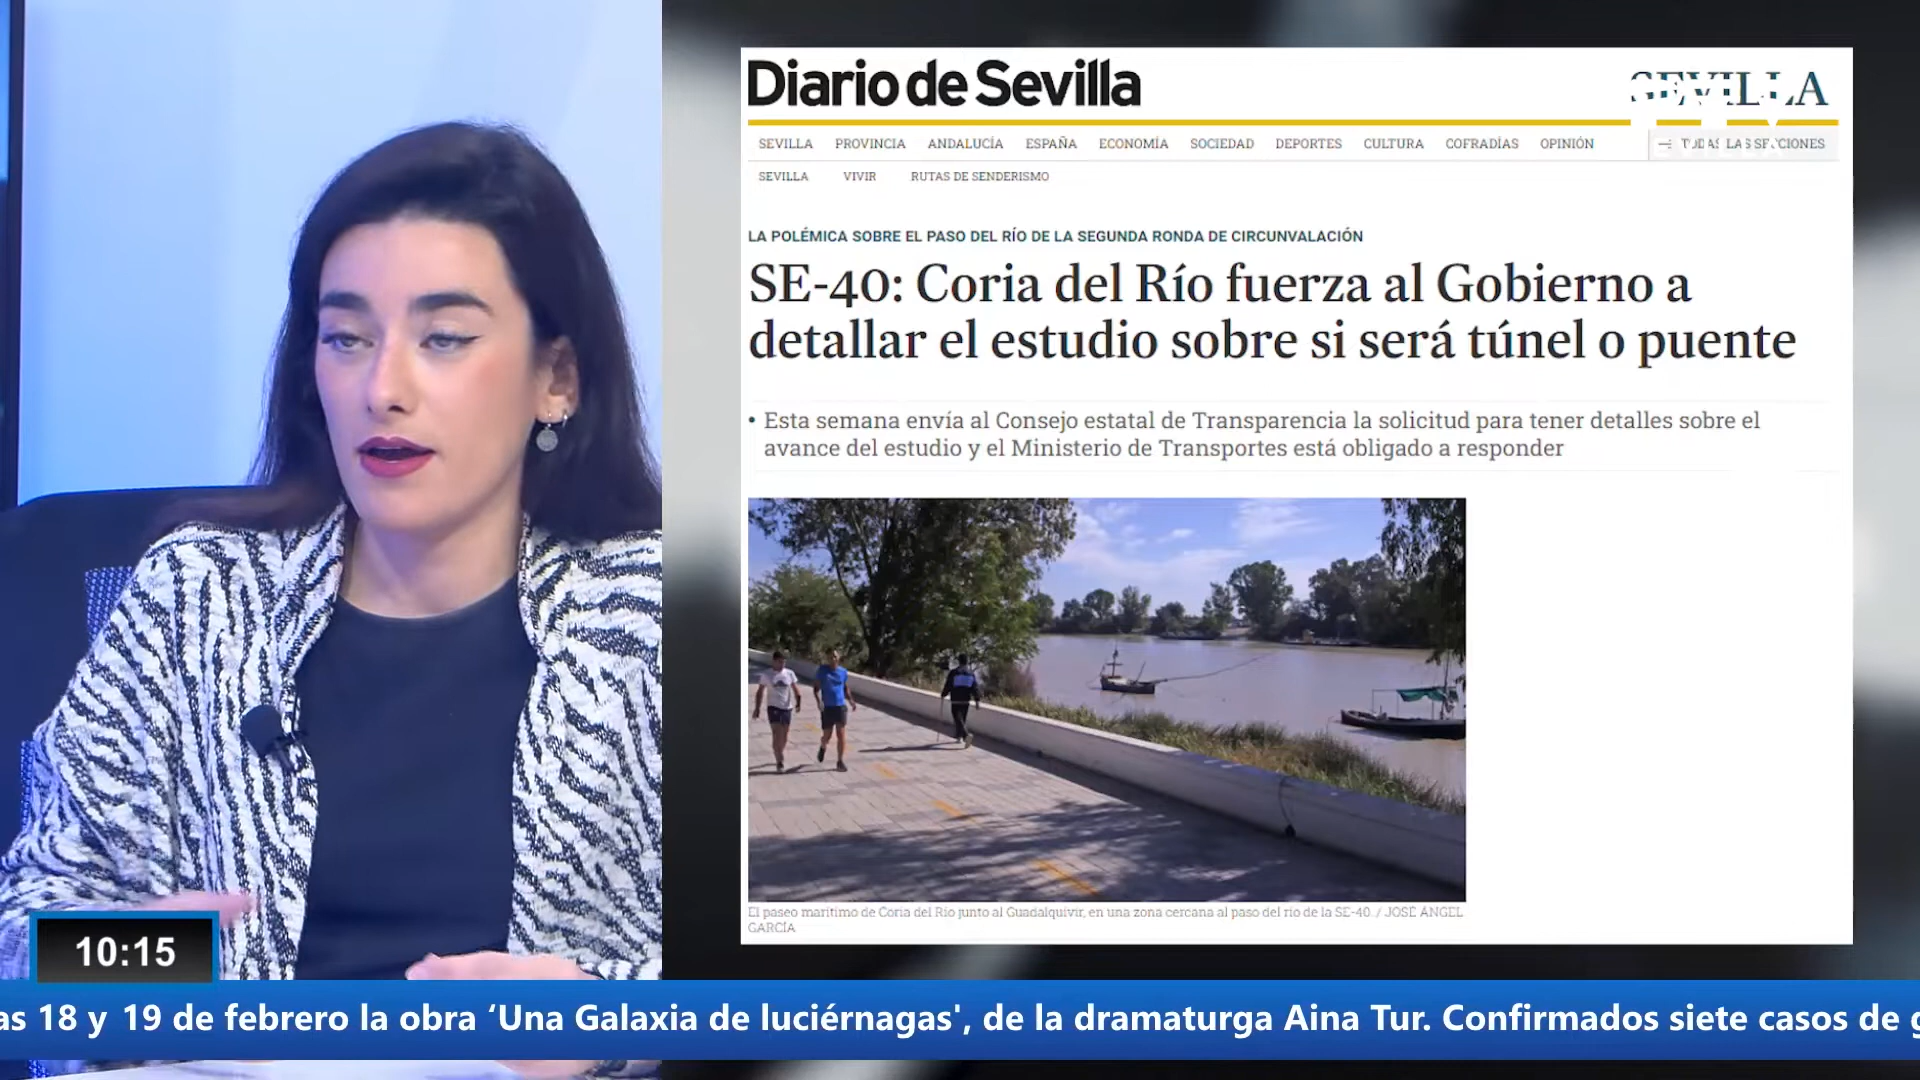 Diario de Sevilla
SEVILLA
SEVILLA PROVINCIA ANDALUCÍA ESPAÑA ECONOMÍA SOCIEDAD DEPORTES CULTURA COFRADÍAS OPINIÓN TODAS LAS SECCIONES
SEVILLA VIVIR RUTAS DE SENDERISMO
LA POLÉMICA SOBRE EL PASO DEL RÍO DE LA SEGUNDA RONDA DE CIRCUNVALACIÓN
SE-40: Coria del Río fuerza al Gobierno a
detallar el estudio sobre si será túnel o puente
• Esta semana envía al Consejo estatal de Transparencia la solicitud para tener detalles sobre el
avance del estudio y el Ministerio de Transportes está obligado a responder
El paseo marítimo de Coria del Río junto al Guadalquivir, en una zona cercana al paso del río de la SE-40. / JOSÉ ÁNGEL
GARCÍA
10:15
as 18 y 19 de febrero la obra ‘Una Galaxia de luciérnagas', de la dramaturga Aina Tur. Confirmados siete casos de g